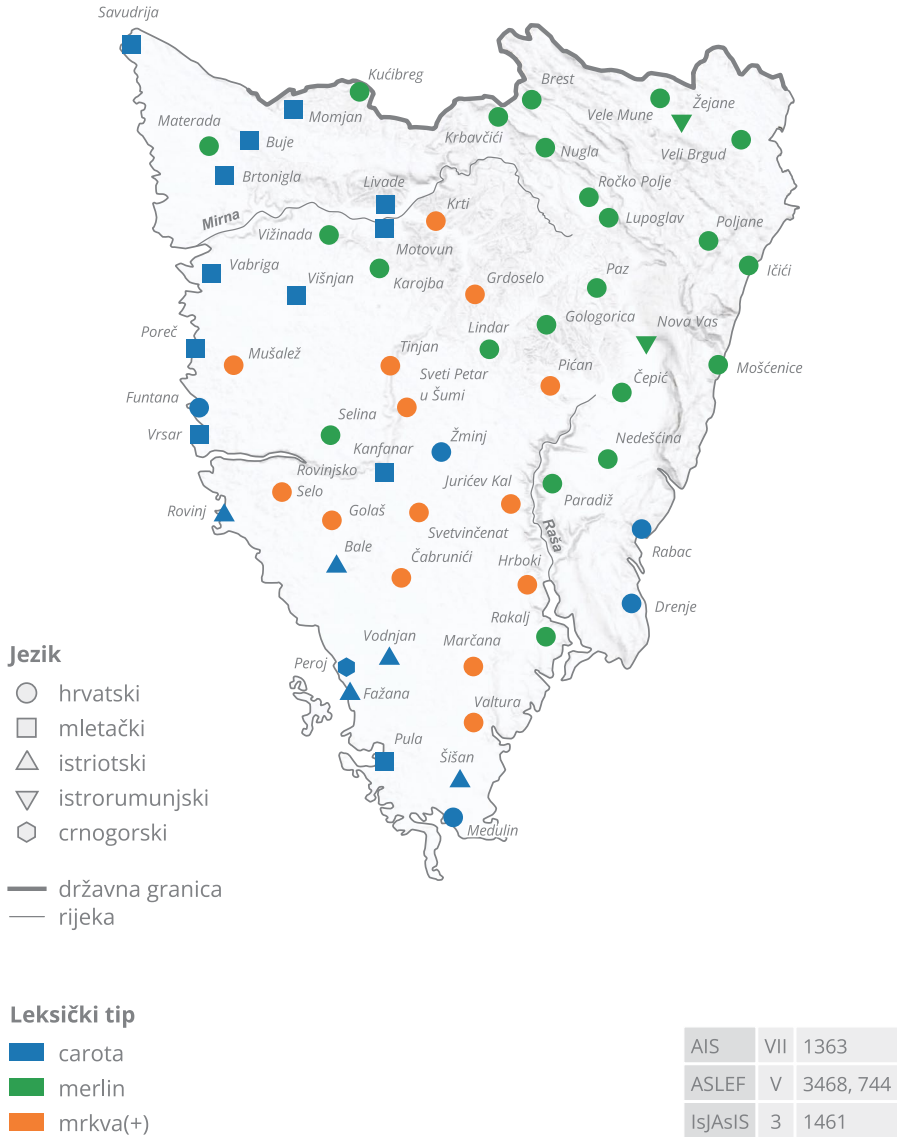 Savudrija
Kućibreg
Brest
Vele Mune
Žejane
Momjan
Materada
Krbavčići
Buje
Nugla
Veli Brgud
Brtonigla
Livade
Ročko Polje
Krti
Mirna
Lupoglav
Poljane
Vižinada
Motovun
Vabriga
Višnjan
Karojba
Grdoselo
Paz
Ičići
Gologorica
Nova Vas
Poreč
Lindar
Mušalež
Tinjan
Sveti Petar
u Šumi
Pićan
Čepić
Mošćenice
Funtana
Selina
Vrsar
Žminj
Nedešćina
Kanfanar
Rovinjsko
Selo
Jurićev Kal
Paradiž
Rovinj
Golaš
Svetvinčenat
Raša
Rabac
Bale
Čabrunići
Hrboki
Drenje
Rakalj
Vodnjan
Marčana
Peroj
Fažana
Valtura
Pula
Šišan
Medulin
Jezik
hrvatski
mletački
istriotski
istrorumunjski
crnogorski
državna granica
rijeka
Leksički tip
carota
merlin
mrkva(+)
AIS VII 1363
ASLEF V 3468, 744
IsJAsIS 3 1461